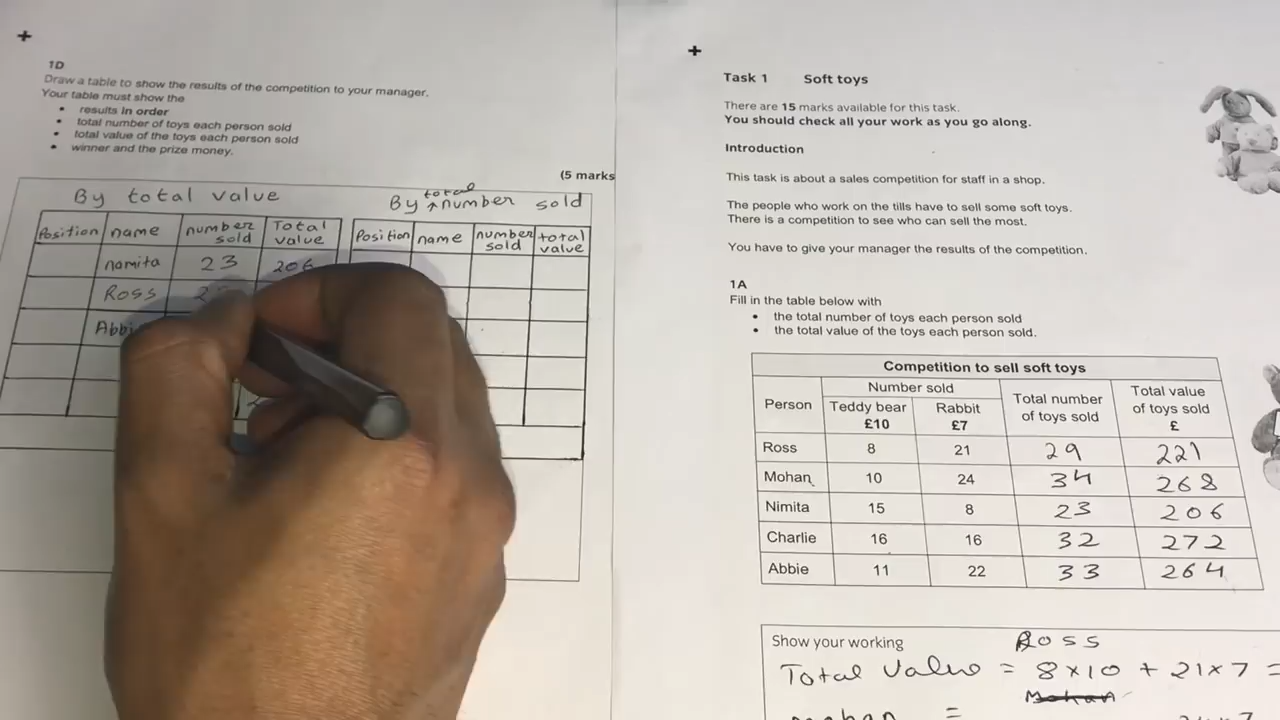 1D
Draw a table to show the results of the competition to your manager.
Your table must show the
• results in order
• total number of toys each person sold
• total value of the toys each person sold
• winner and the prize money.
(5 marks
By total value
Position name number sold Total value
namita 23 206
Ross
Abbi
By total number sold
Position name number sold total value
Task 1 Soft toys
There are 15 marks available for this task.
You should check all your work as you go along.
Introduction
This task is about a sales competition for staff in a shop.
The people who work on the tills have to sell some soft toys.
There is a competition to see who can sell the most.
You have to give your manager the results of the competition.
1A
Fill in the table below with
• the total number of toys each person sold
• the total value of the toys each person sold.
Competition to sell soft toys
Person Number sold Total number of toys sold Total value of toys sold £
Teddy bear £10 Rabbit £7
Ross 8 21 29 221
Mohan 10 24 34 268
Nimita 15 8 23 206
Charlie 16 16 32 272
Abbie 11 22 33 264
Show your working
Ross
Total Value = 8×10 + 21×7 =
Mohan
Mohan =